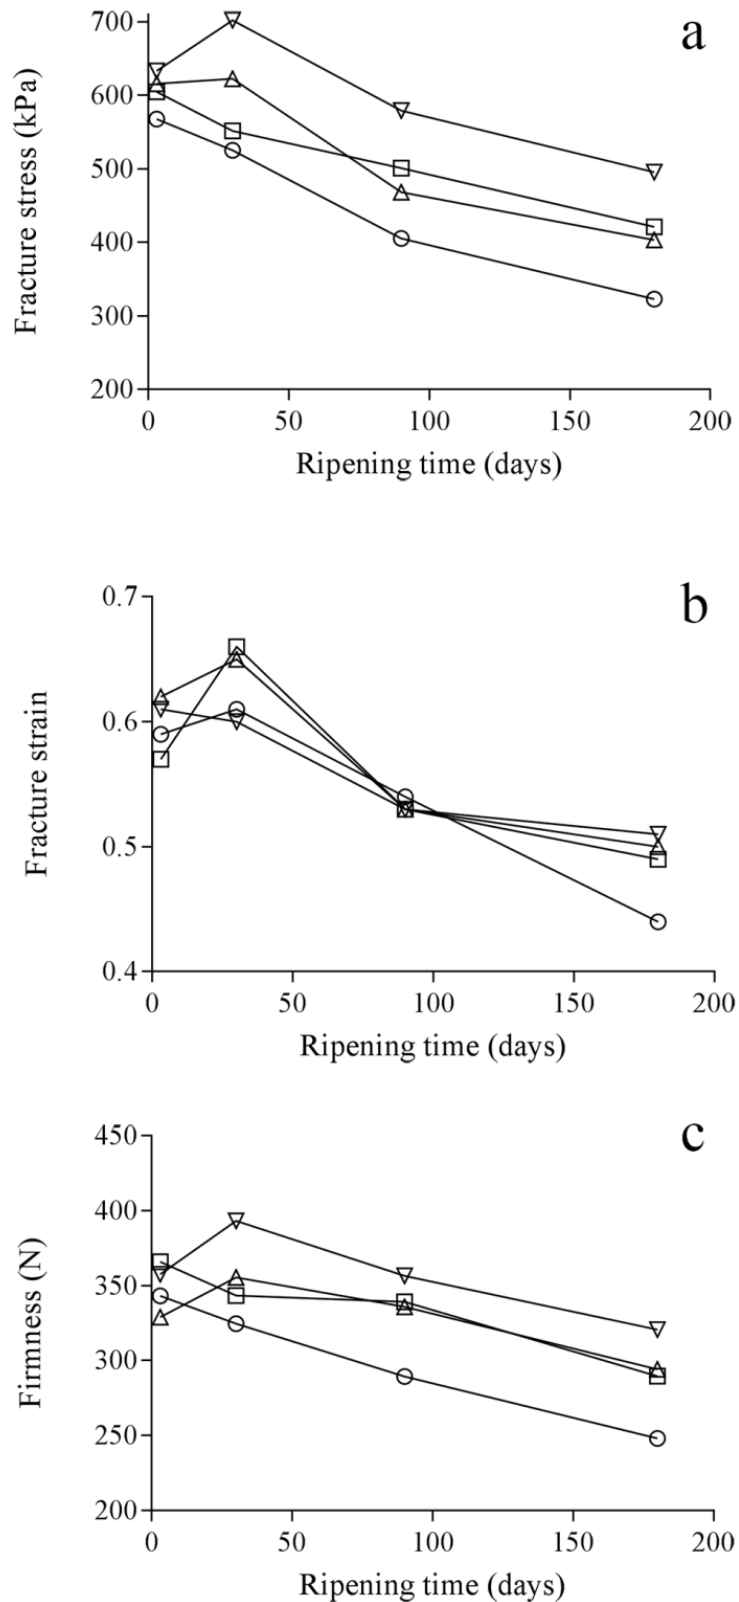 a
700
600
500
400
300
200
Fracture stress (kPa)
0 50 100 150 200
Ripening time (days)
b
0.7
0.6
0.5
0.4
Fracture strain
0 50 100 150 200
Ripening time (days)
c
450
400
350
300
250
200
Firmness (N)
0 50 100 150 200
Ripening time (days)